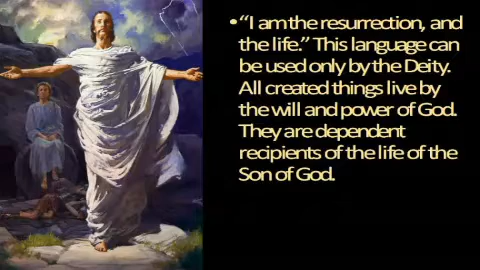 •“I am the resurrection, and
the life.” This language can
be used only by the Deity.
All created things live by
the will and power of God.
They are dependent
recipients of the life of the
Son of God.